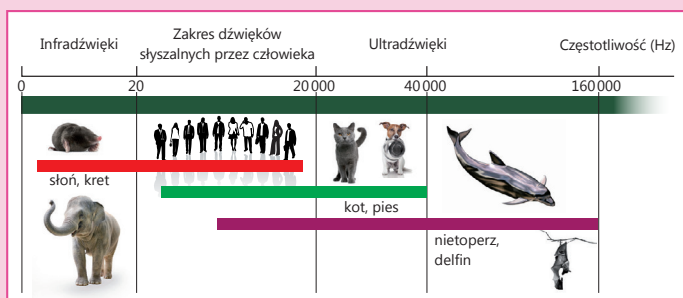 Infradźwięki
Zakres dźwięków
słyszalnych przez człowieka
Ultradźwięki
Częstotliwość (Hz)
0
20
20 000
40 000
160 000
słoń, kret
kot, pies
nietoperz,
delfin